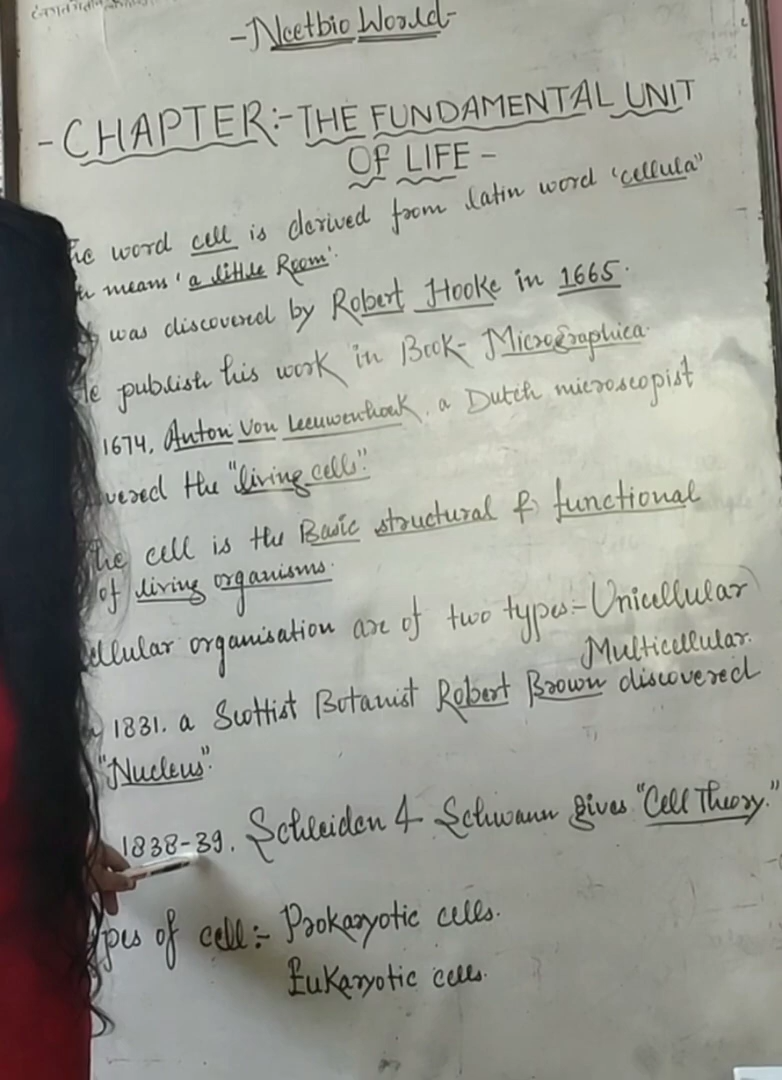 -Neetbio World-
-CHAPTER:-THE FUNDAMENTAL UNIT
OF LIFE-
word cell is derived from latin word 'cellula"
means 'a little Room'.
was discovered by Robert Hooke in 1665.
publish his work in Book- Micrographica.
1674, Anton Von Leeuwenhoek, a Dutch microscopist
vered the "living cells".
The cell is the Basic structural & functional
of living organisms.
ellular organisation are of two types:- Unicellular
Multicellular.
1831. a Scottist Botanist Robert Brown discovered
"Nucleus".
1838-39. Schleiden & Schwann gives "Cell Theory."
ypes of cell:- Prokaryotic cells.
Eukaryotic cells.